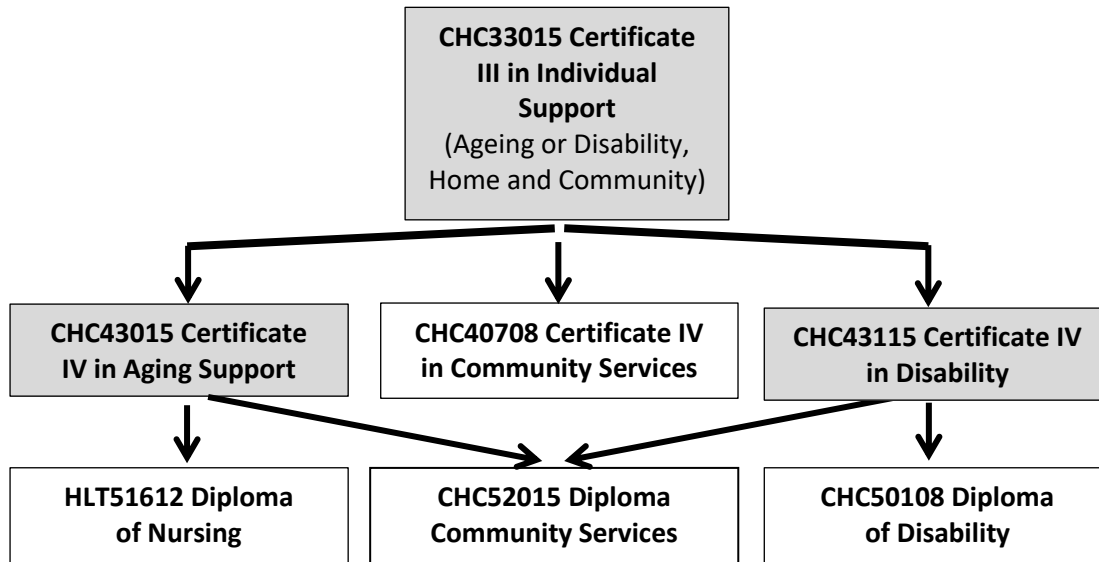 CHC33015 Certificate
III in Individual
Support
(Ageing or Disability,
Home and Community)
CHC43015 Certificate
IV in Aging Support
CHC40708 Certificate IV
in Community Services
CHC43115 Certificate IV
in Disability
HLT51612 Diploma
of Nursing
CHC52015 Diploma
Community Services
CHC50108 Diploma
of Disability